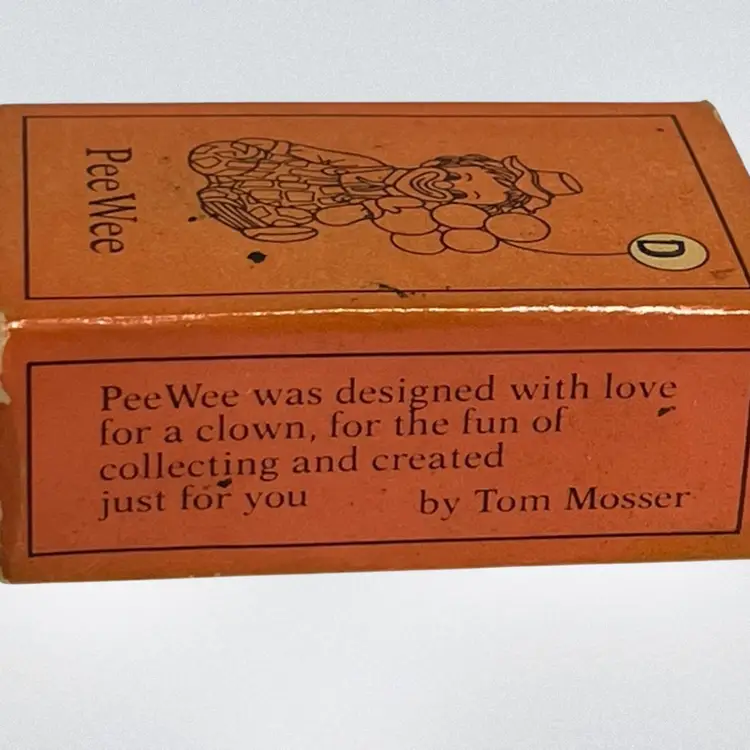 PeeWee
D
PeeWee was designed with love
for a clown, for the fun of
collecting and created
just for you by Tom Mosser